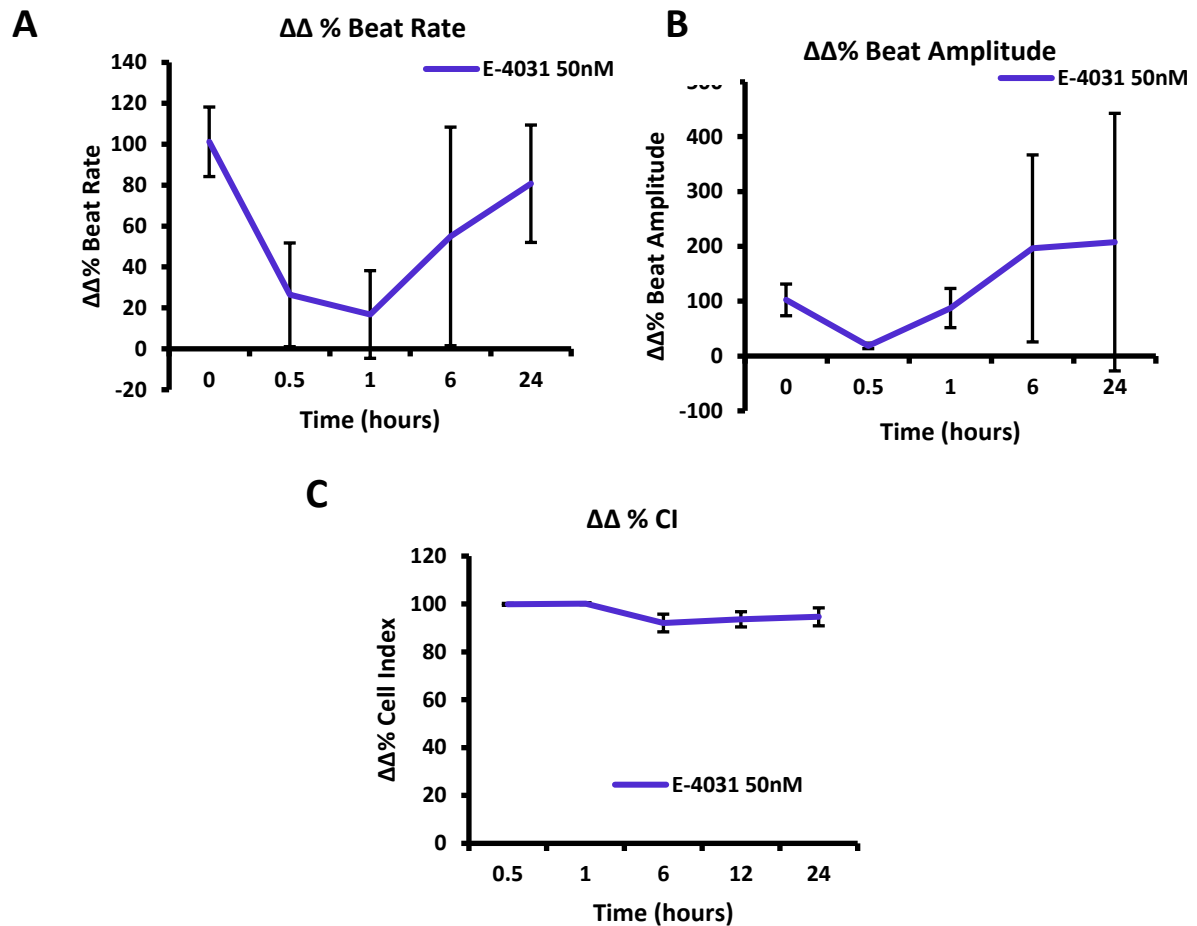 A
ΔΔ % Beat Rate
E-4031 50nM
140
120
100
80
60
40
20
0
-20
ΔΔ% Beat Rate
0 0.5 1 6 24
Time (hours)
B
ΔΔ% Beat Amplitude
E-4031 50nM
500
400
300
200
100
0
-100
ΔΔ% Beat Amplitude
0 0.5 1 6 24
Time (hours)
C
ΔΔ % CI
120
100
80
60
40
20
0
ΔΔ% Cell Index
E-4031 50nM
0.5 1 6 12 24
Time (hours)